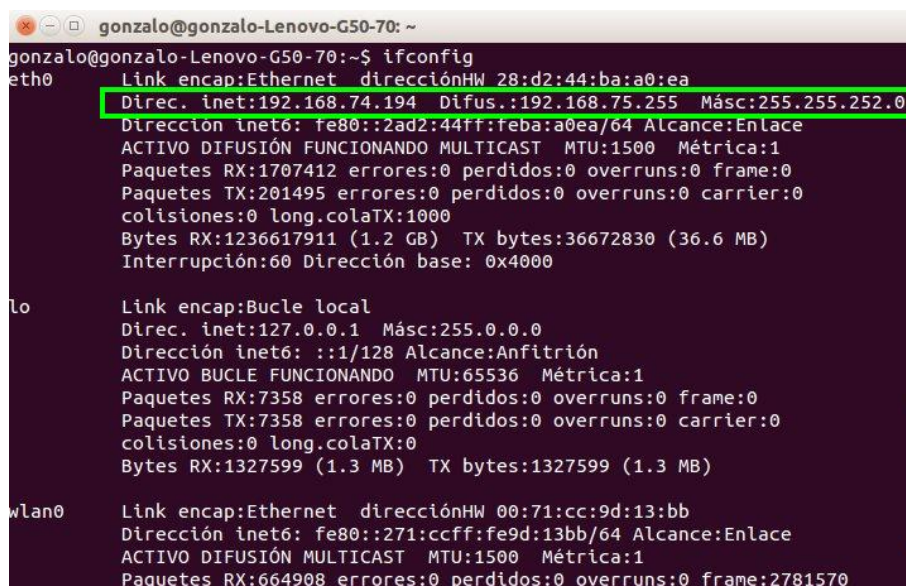 gonzalo@gonzalo-Lenovo-G50-70: ~
gonzalo@gonzalo-Lenovo-G50-70:~$ ifconfig
eth0 Link encap:Ethernet direcciónHW 28:d2:44:ba:a0:ea
Direc. inet:192.168.74.194 Difus.:192.168.75.255 Másc:255.255.252.0
Dirección inet6: fe80::2ad2:44ff:feba:a0ea/64 Alcance:Enlace
ACTIVO DIFUSIÓN FUNCIONANDO MULTICAST MTU:1500 Métrica:1
Paquetes RX:1707412 errores:0 perdidos:0 overruns:0 frame:0
Paquetes TX:201495 errores:0 perdidos:0 overruns:0 carrier:0
colisiones:0 long.colaTX:1000
Bytes RX:1236617911 (1.2 GB) TX bytes:36672830 (36.6 MB)
Interrupción:60 Dirección base: 0x4000
lo Link encap:Bucle local
Direc. inet:127.0.0.1 Másc:255.0.0.0
Dirección inet6: ::1/128 Alcance:Anfitrión
ACTIVO BUCLE FUNCIONANDO MTU:65536 Métrica:1
Paquetes RX:7358 errores:0 perdidos:0 overruns:0 frame:0
Paquetes TX:7358 errores:0 perdidos:0 overruns:0 carrier:0
colisiones:0 long.colaTX:0
Bytes RX:1327599 (1.3 MB) TX bytes:1327599 (1.3 MB)
wlan0 Link encap:Ethernet direcciónHW 00:71:cc:9d:13:bb
Dirección inet6: fe80::271:ccff:fe9d:13bb/64 Alcance:Enlace
ACTIVO DIFUSIÓN MULTICAST MTU:1500 Métrica:1
Paquetes RX:664908 errores:0 perdidos:0 overruns:0 frame:2781570